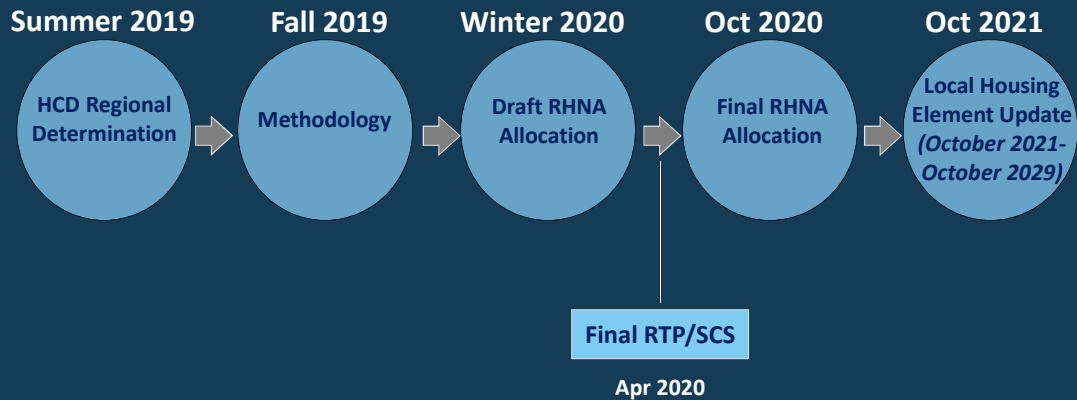 Summer 2019
Fall 2019
Winter 2020
Oct 2020
Oct 2021
HCD Regional
Determination
Methodology
Draft RHNA
Allocation
Final RHNA
Allocation
Local Housing
Element Update
(October 2021-
October 2029)
Final RTP/SCS
Apr 2020